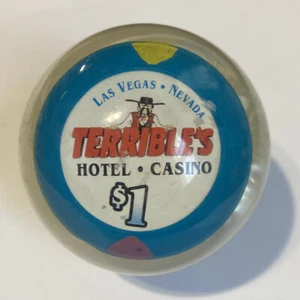 LAS VEGAS • NEVADA
TERRIBLE'S
HOTEL • CASINO
$1